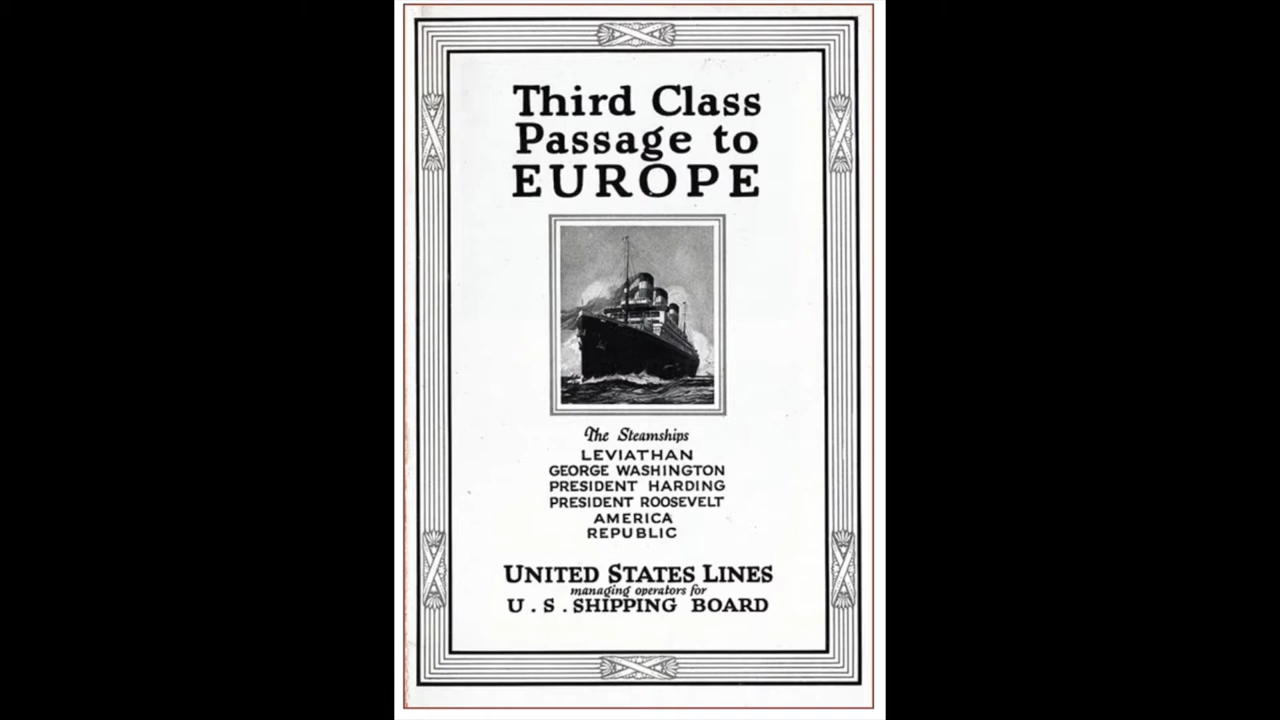 Third Class
Passage to
EUROPE
The Steamships
LEVIATHAN
GEORGE WASHINGTON
PRESIDENT HARDING
PRESIDENT ROOSEVELT
AMERICA
REPUBLIC
UNITED STATES LINES
managing operators for
U. S. SHIPPING BOARD